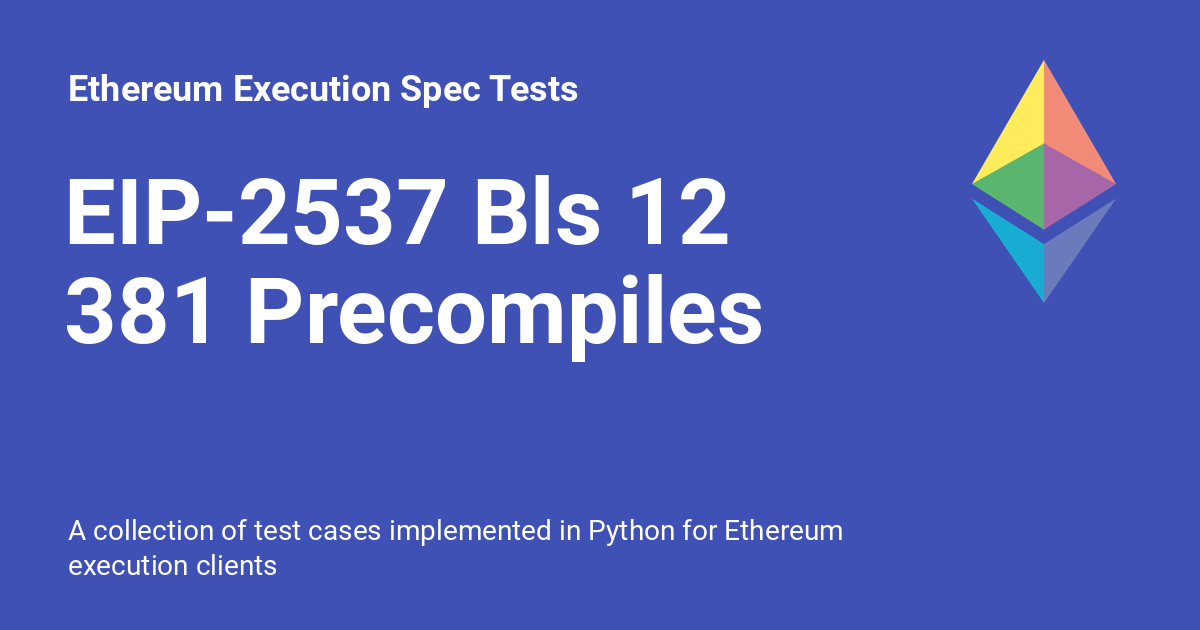 Ethereum Execution Spec Tests
EIP-2537 Bls 12
381 Precompiles
A collection of test cases implemented in Python for Ethereum
execution clients